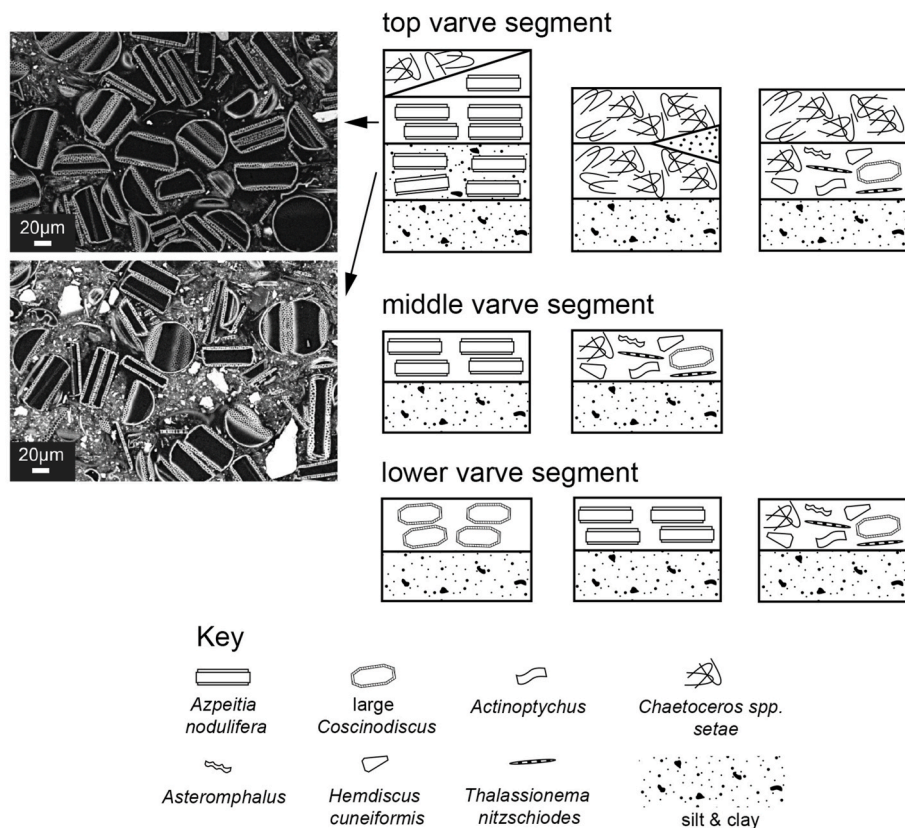 top varve segment
20µm
20µm
middle varve segment
lower varve segment
Key
Azpeitia
nodulifera
large
Coscinodiscus
Actinoptychus
Chaetoceros spp.
setae
Asteromphalus
Hemdiscus
cuneiformis
Thalassionema
nitzschiodes
silt & clay